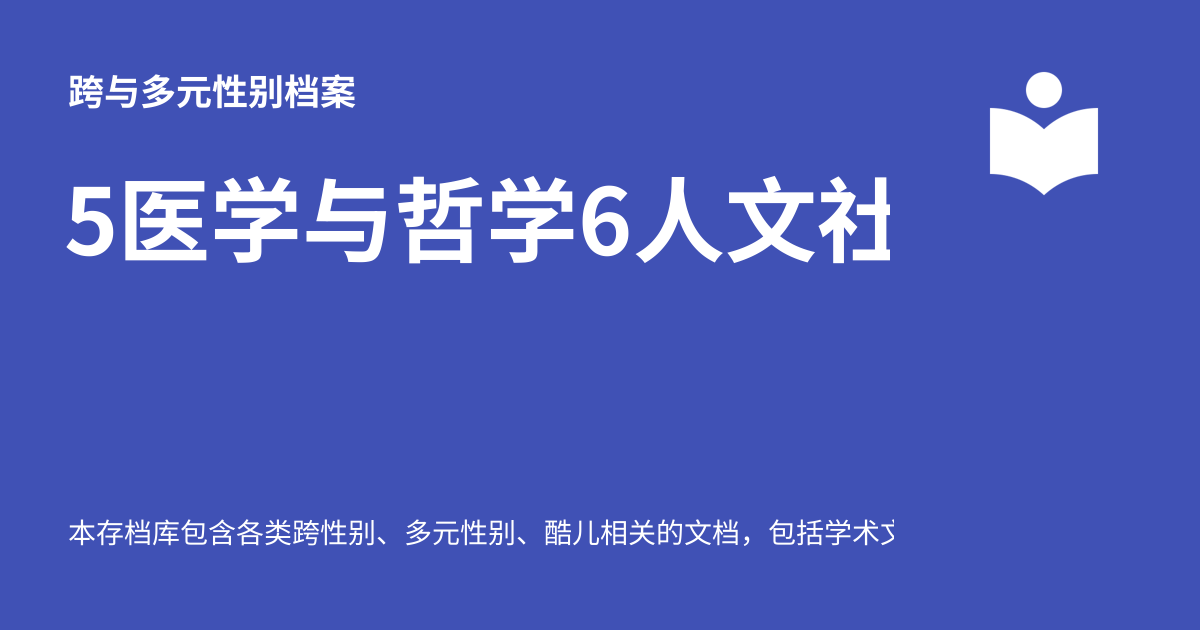 跨与多元性别档案
5医学与哲学6人文社
本存档库包含各类跨性别、多元性别、酷儿相关的文档，包括学术